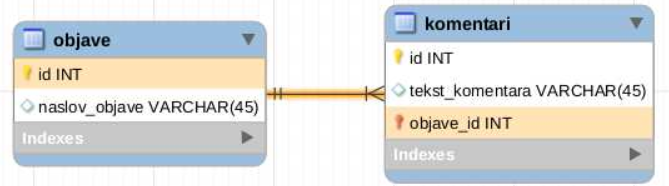 objave
id INT
naslov_objave VARCHAR(45)
Indexes
komentari
id INT
tekst_komentara VARCHAR(45)
objave_id INT
Indexes